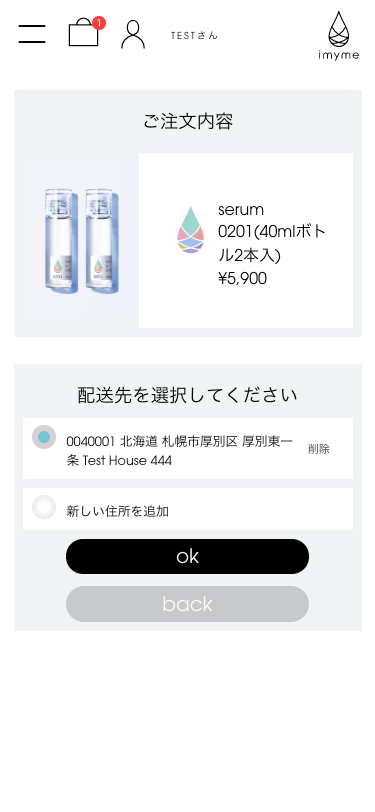 1
TESTさん
imyme
ご注文内容
serum
0201(40mlボト
ル2本入)
¥5,900
配送先を選択してください
0040001 北海道 札幌市厚別区 厚別東一
条 Test House 444
削除
新しい住所を追加
ok
back